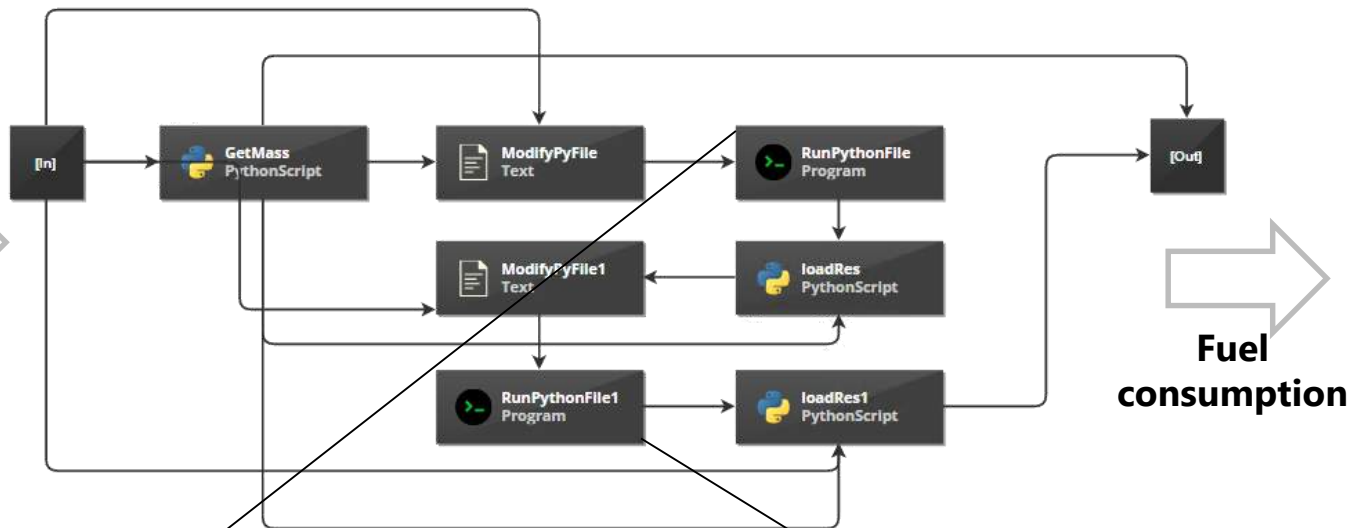 [In]
GetMass
PythonScript
ModifyPyFile
Text
RunPythonFile
Program
[Out]
ModifyPyFile1
Text
loadRes
PythonScript
RunPythonFile1
Program
loadRes1
PythonScript
Fuel
consumption